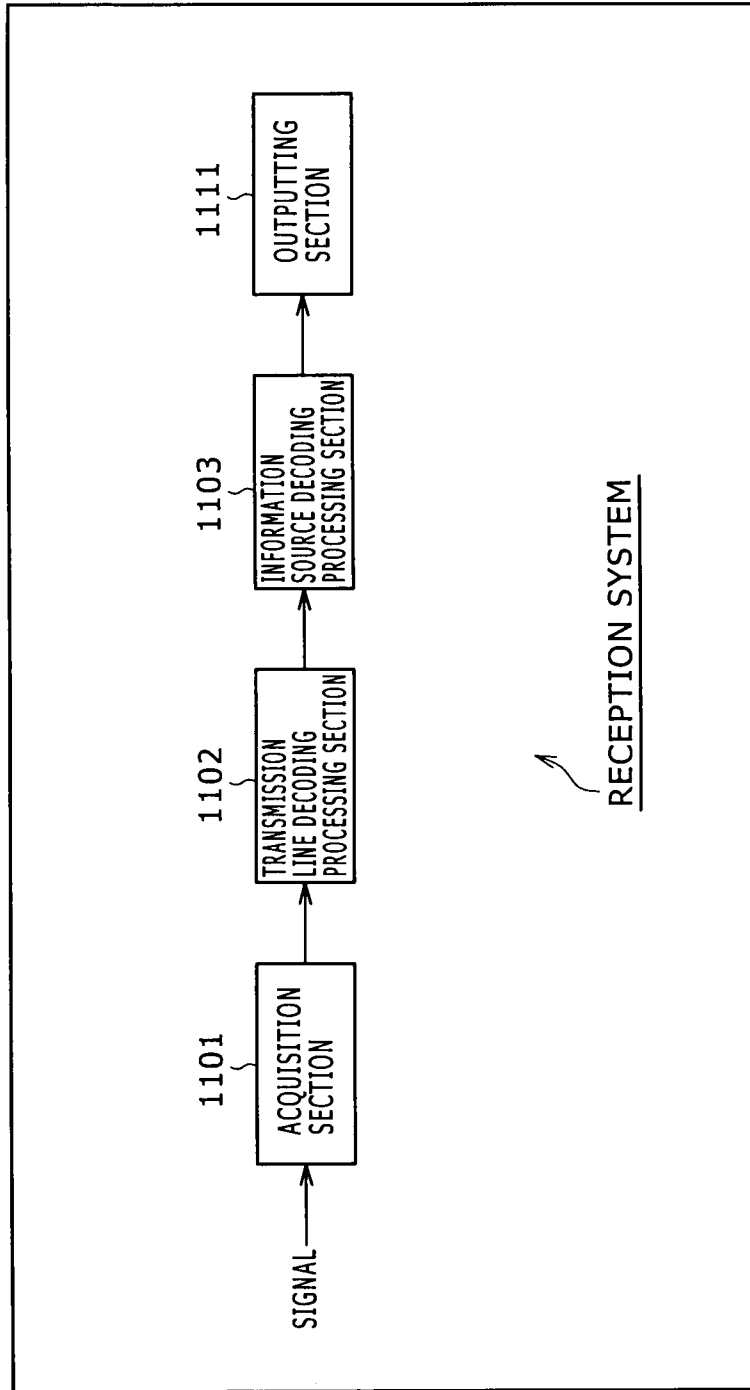 SIGNAL
1101
ACQUISITION
SECTION
1102
TRANSMISSION
LINE DECODING
PROCESSING SECTION
1103
INFORMATION
SOURCE DECODING
PROCESSING SECTION
1111
OUTPUTTING
SECTION
RECEPTION SYSTEM